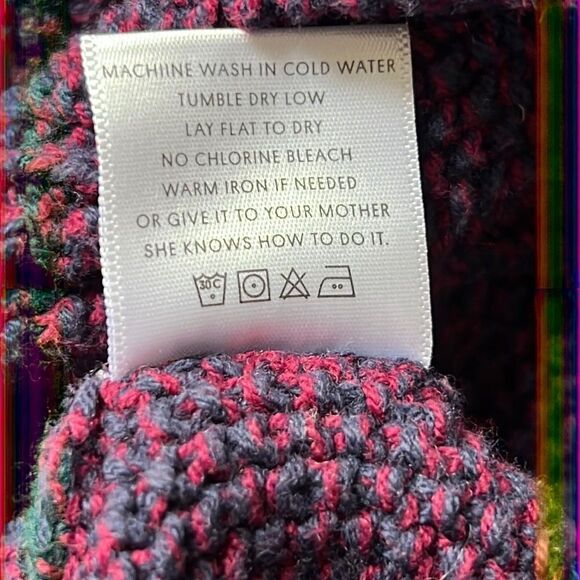 MACHIINE WASH IN COLD WATER
TUMBLE DRY LOW
LAY FLAT TO DRY
NO CHLORINE BLEACH
WARM IRON IF NEEDED
OR GIVE IT TO YOUR MOTHER
SHE KNOWS HOW TO DO IT.
30C